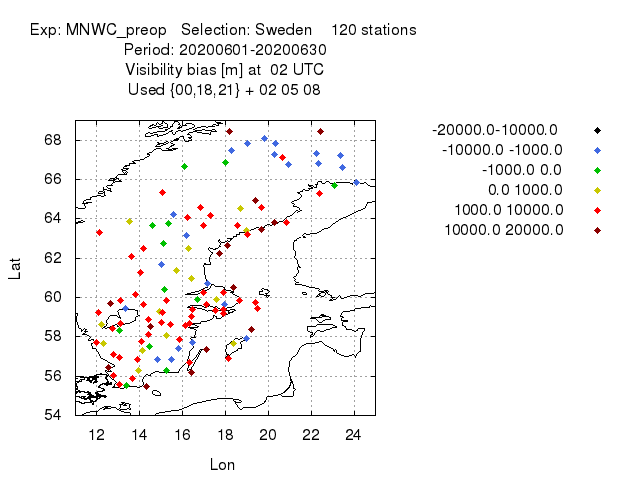 Exp: MNWC_preop   Selection: Sweden    120 stations
Period: 20200601-20200630
Visibility bias [m] at  02 UTC
Used {00,18,21} + 02 05 08
-20000.0-10000.0
-10000.0 -1000.0
-1000.0 0.0
0.0 1000.0
1000.0 10000.0
10000.0 20000.0
68
66
64
62
60
58
56
54
Lat
12 14 16 18 20 22 24
Lon